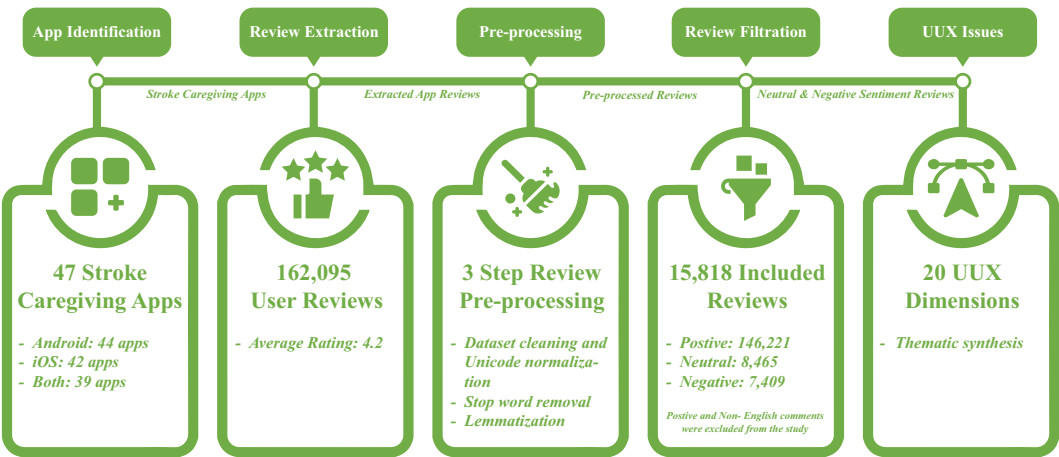 App Identification
Review Extraction
Pre-processing
Review Filtration
UUX Issues
Stroke Caregiving Apps
Extracted App Reviews
Pre-processed Reviews
Neutral & Negative Sentiment Reviews
47 Stroke
Caregiving Apps
- Android: 44 apps
- iOS: 42 apps
- Both: 39 apps
162,095
User Reviews
- Average Rating: 4.2
3 Step Review
Pre-processing
- Dataset cleaning and
Unicode normaliza-
tion
- Stop word removal
- Lemmatization
15,818 Included
Reviews
- Postive: 146,221
- Neutral: 8,465
- Negative: 7,409
Postive and Non- English comments
were excluded from the study
20 UUX
Dimensions
- Thematic synthesis